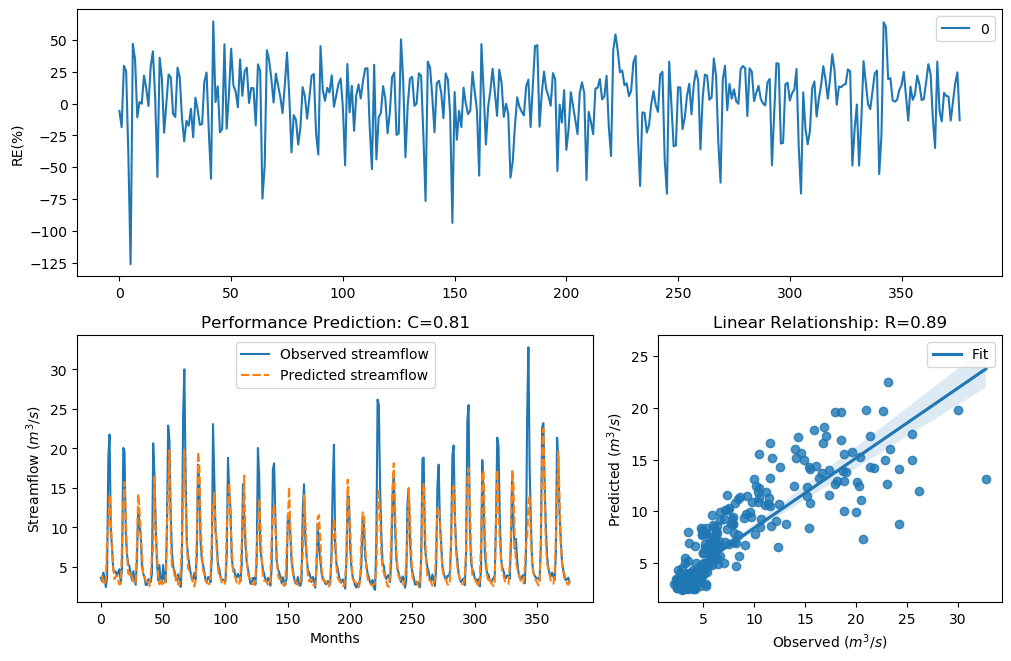 0
RE(%)
50
25
0
−25
−50
−75
−100
−125
0 50 100 150 200 250 300 350
Performance Prediction: C=0.81
Observed streamflow
Predicted streamflow
Streamflow (m³/s)
30
25
20
15
10
5
0 50 100 150 200 250 300 350
Months
Linear Relationship: R=0.89
Fit
Predicted (m³/s)
25
20
15
10
5
5 10 15 20 25 30
Observed (m³/s)